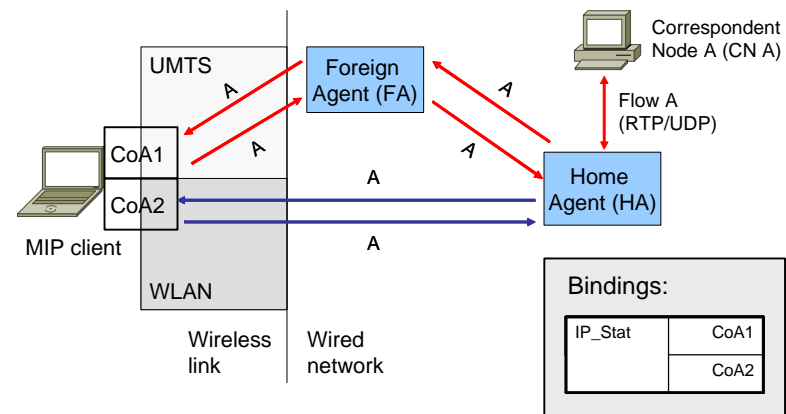 Correspondent
Node A (CN A)
UMTS
Foreign
Agent (FA)
A
A
A
A
Flow A
(RTP/UDP)
CoA1
CoA2
A
A
Home
Agent (HA)
MIP client
WLAN
Wireless
link
Wired
network
Bindings:
IP_Stat
CoA1
CoA2